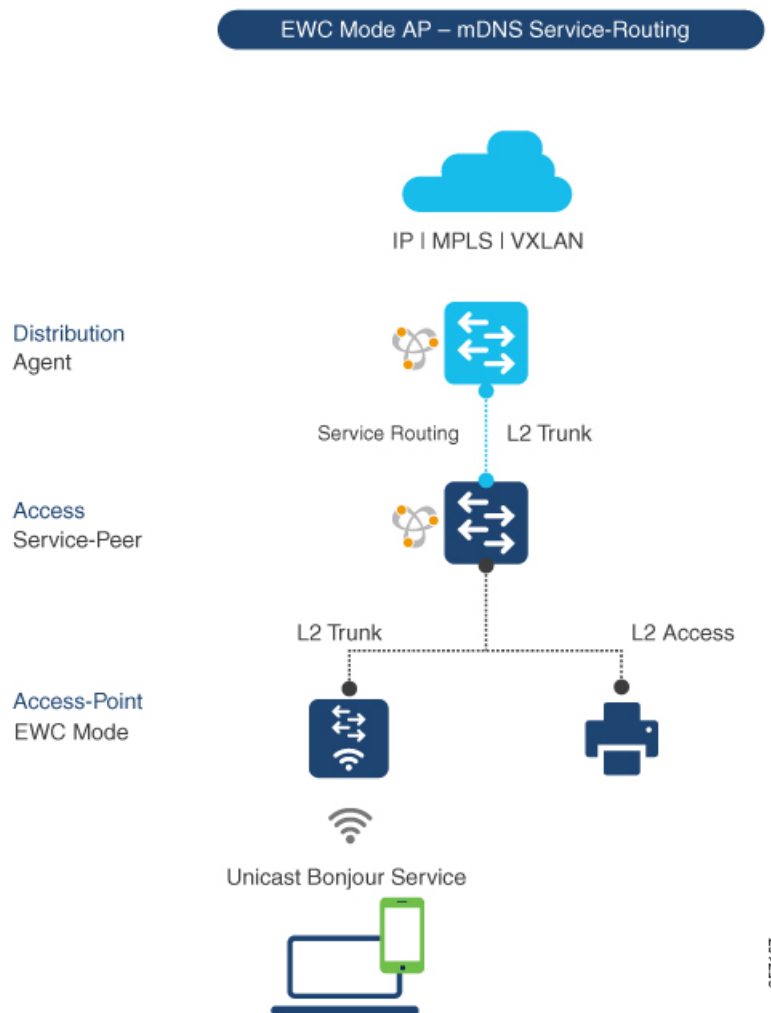 EWC Mode AP – mDNS Service-Routing
IP | MPLS | VXLAN
Distribution
Agent
Service Routing
L2 Trunk
Access
Service-Peer
L2 Trunk
L2 Access
Access-Point
EWC Mode
Unicast Bonjour Service